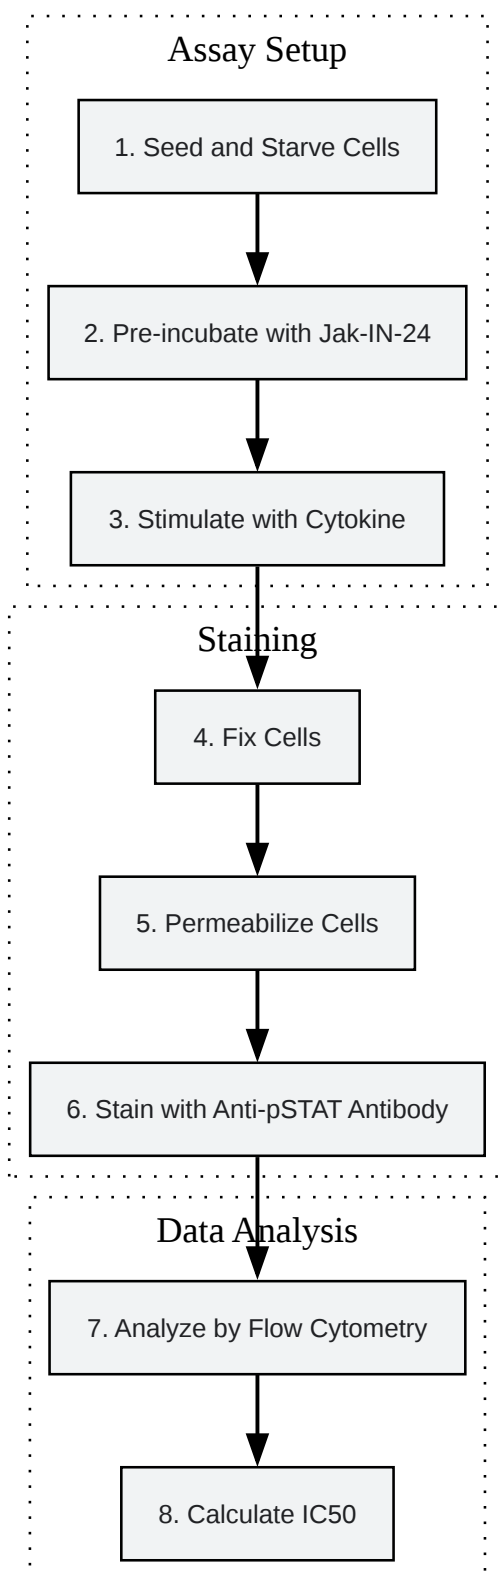 Assay Setup
1. Seed and Starve Cells
2. Pre-incubate with Jak-IN-24
3. Stimulate with Cytokine
Staining
4. Fix Cells
5. Permeabilize Cells
6. Stain with Anti-pSTAT Antibody
Data Analysis
7. Analyze by Flow Cytometry
8. Calculate IC50